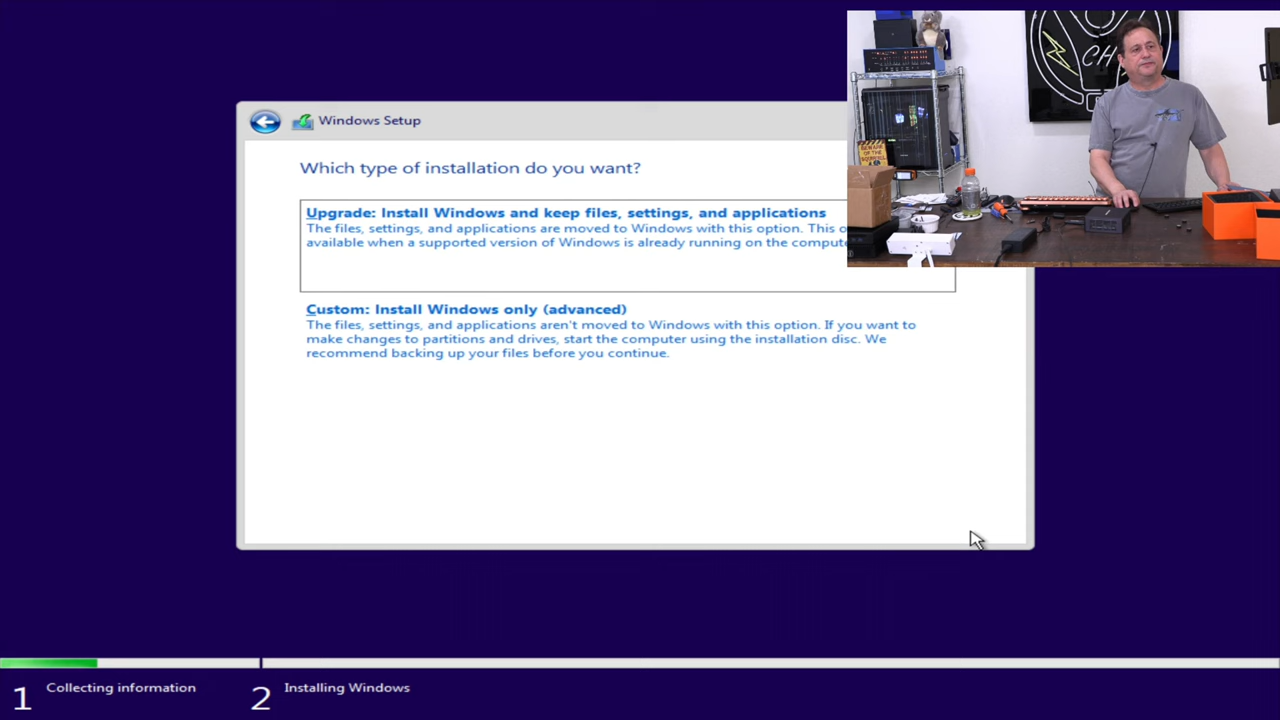 Windows Setup
Which type of installation do you want?
Upgrade: Install Windows and keep files, settings, and applications
The files, settings, and applications are moved to Windows with this option. This
available when a supported version of Windows is already running on the
Custom: Install Windows only (advanced)
The files, settings, and applications aren't moved to Windows with this option. If you want to
make changes to partitions and drives, start the computer using the installation disc. We
recommend backing up your files before you continue.
1 Collecting information
2 Installing Windows
CH
BEWARE
OF THE